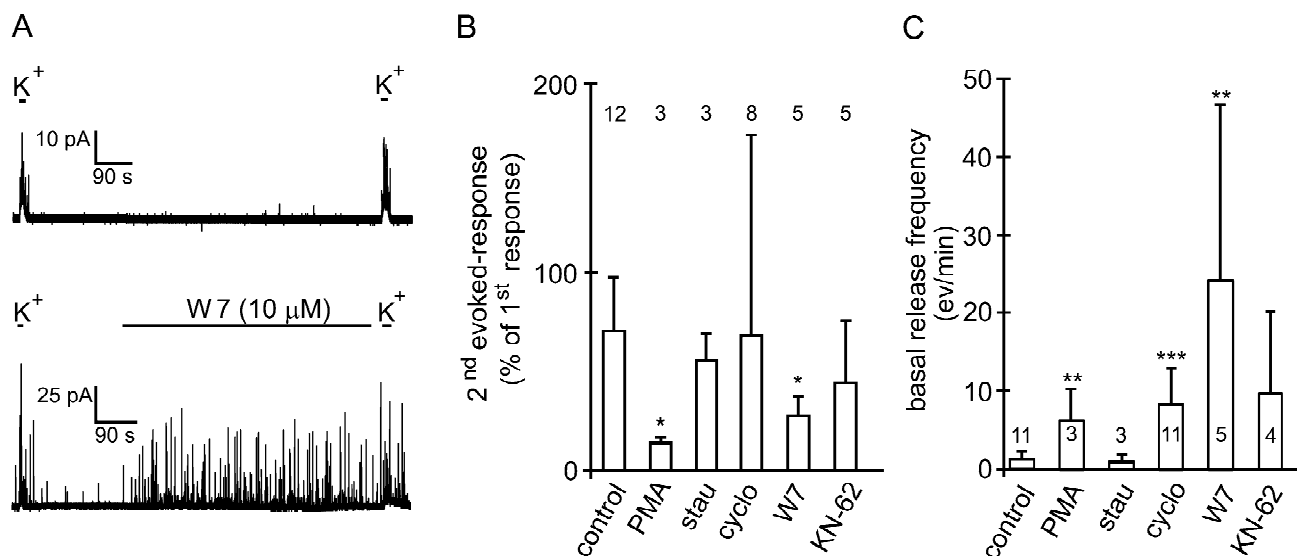 A
K+
K+
10 pA
90 s
K+
W7 (10 μM)
K+
25 pA
90 s
B
2nd evoked-response
(% of 1st response)
200
100
0
12 3 3 8 5 5
*
*
control PMA stau cyclo W7 KN-62
C
basal release frequency
(ev/min)
50
40
30
20
10
0
**
***
**
11 3 3 11 5 4
control PMA stau cyclo W7 KN-62